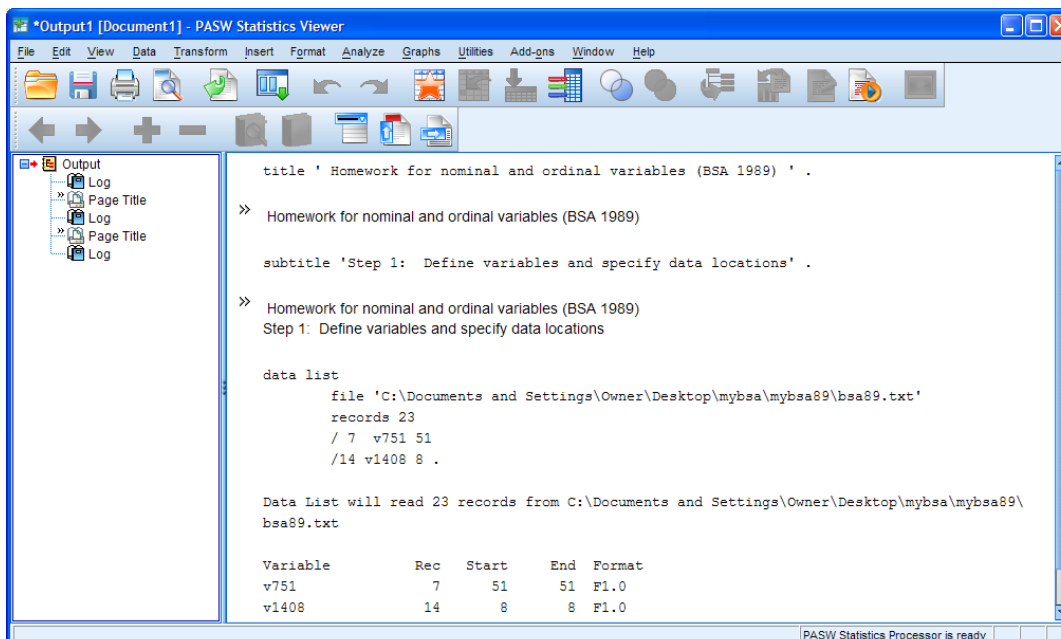 *Output1 [Document1] - PASW Statistics Viewer
File Edit View Data Transform Insert Format Analyze Graphs Utilities Add-ons Window Help
Output
Log
Page Title
Log
Page Title
Log
title ' Homework for nominal and ordinal variables (BSA 1989) ' .
Homework for nominal and ordinal variables (BSA 1989)
subtitle 'Step 1:  Define variables and specify data locations' .
Homework for nominal and ordinal variables (BSA 1989)
Step 1:  Define variables and specify data locations
data list
file 'C:\Documents and Settings\Owner\Desktop\mybsa\mybsa89\bsa89.txt'
records 23
/ 7  v751 51
/14 v1408 8 .
Data List will read 23 records from C:\Documents and Settings\Owner\Desktop\mybsa\mybsa89\
bsa89.txt
Variable Rec Start End Format
v751 7 51 51 F1.0
v1408 14 8 8 F1.0
PASW Statistics Processor is ready